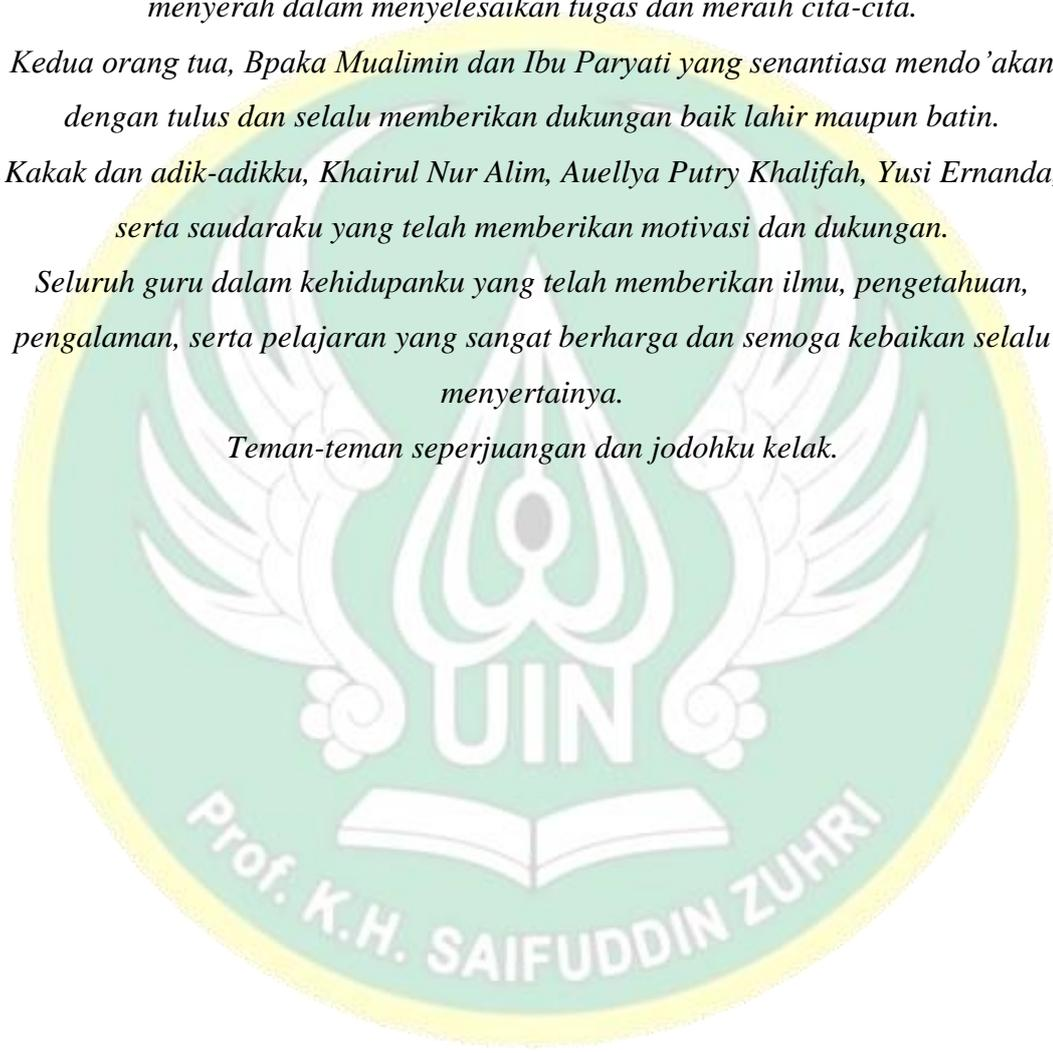 menyerah dalam menyelesaikan tugas dan meraih cita-cita.
Kedua orang tua, Bpaka Mualimin dan Ibu Paryati yang senantiasa mendo’akan
dengan tulus dan selalu memberikan dukungan baik lahir maupun batin.
Kakak dan adik-adikku, Khairul Nur Alim, Auellya Putry Khalifah, Yusi Ernanda,
serta saudaraku yang telah memberikan motivasi dan dukungan.
Seluruh guru dalam kehidupanku yang telah memberikan ilmu, pengetahuan,
pengalaman, serta pelajaran yang sangat berharga dan semoga kebaikan selalu
menyertainya.
Teman-teman seperjuangan dan jodohku kelak.
UIN
Prof. K.H. SAIFUDDIN ZUHRI